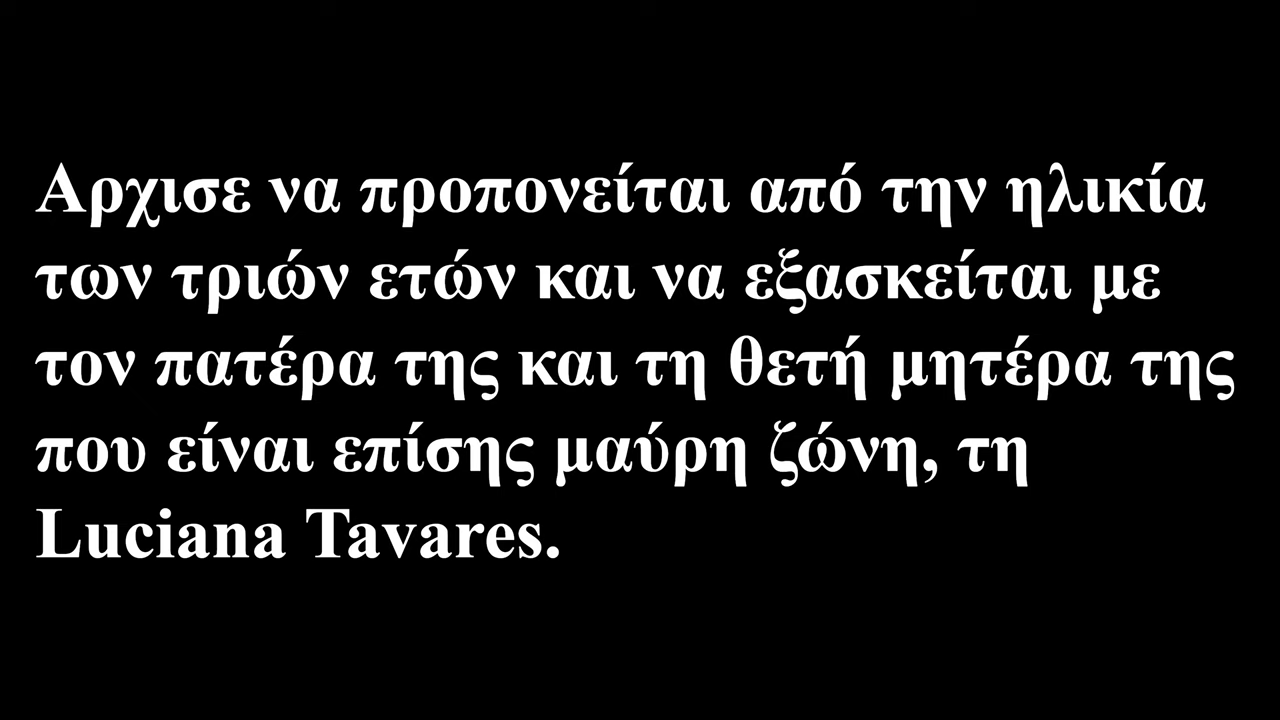 Αρχισε να προπονείται από την ηλικία
των τριών ετών και να εξασκείται με
τον πατέρα της και τη θετή μητέρα της
που είναι επίσης μαύρη ζώνη, τη
Luciana Tavares.